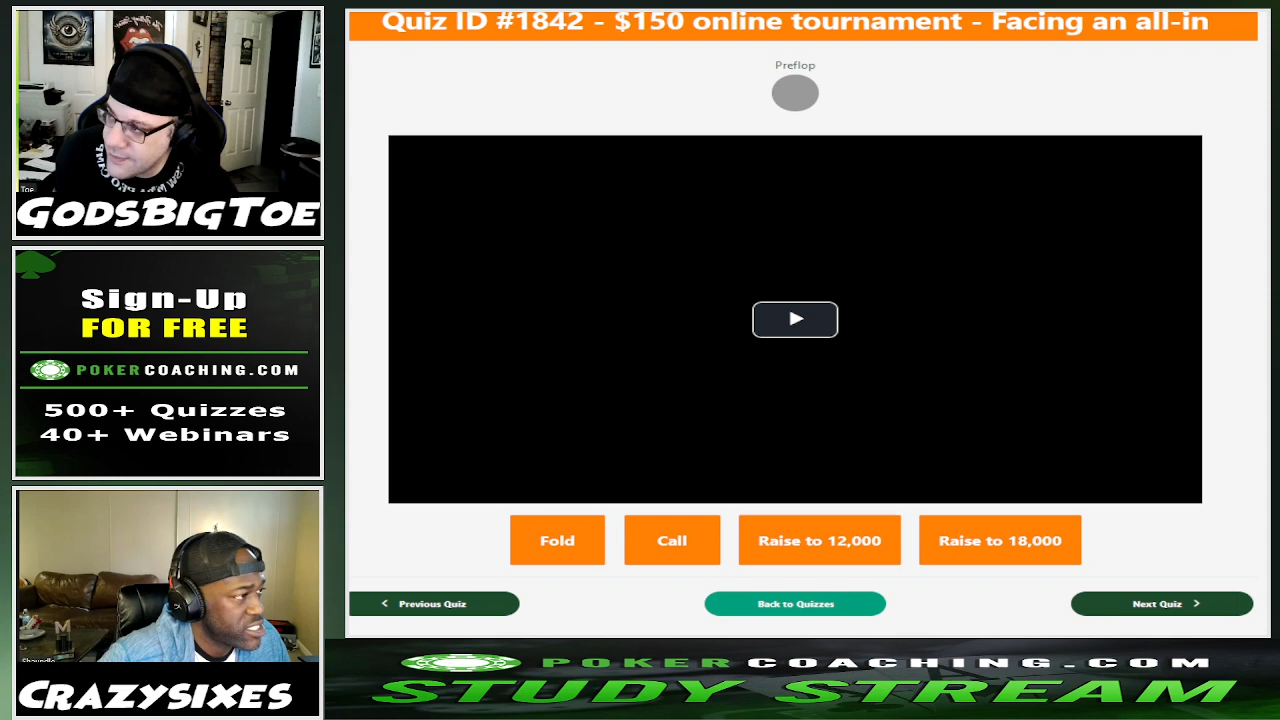 Quiz ID #1842 - $150 online tournament - Facing an all-in
Preflop
Toe
GODSBIGTOE
Sign-Up
FOR FREE
POKERCOACHING.COM
500+ Quizzes
40+ Webinars
Fold
Call
Raise to 12,000
Raise to 18,000
Previous Quiz
Back to Quizzes
Next Quiz
CRAZYSIXES
POKERCOACHING.COM
STUDY STREAM